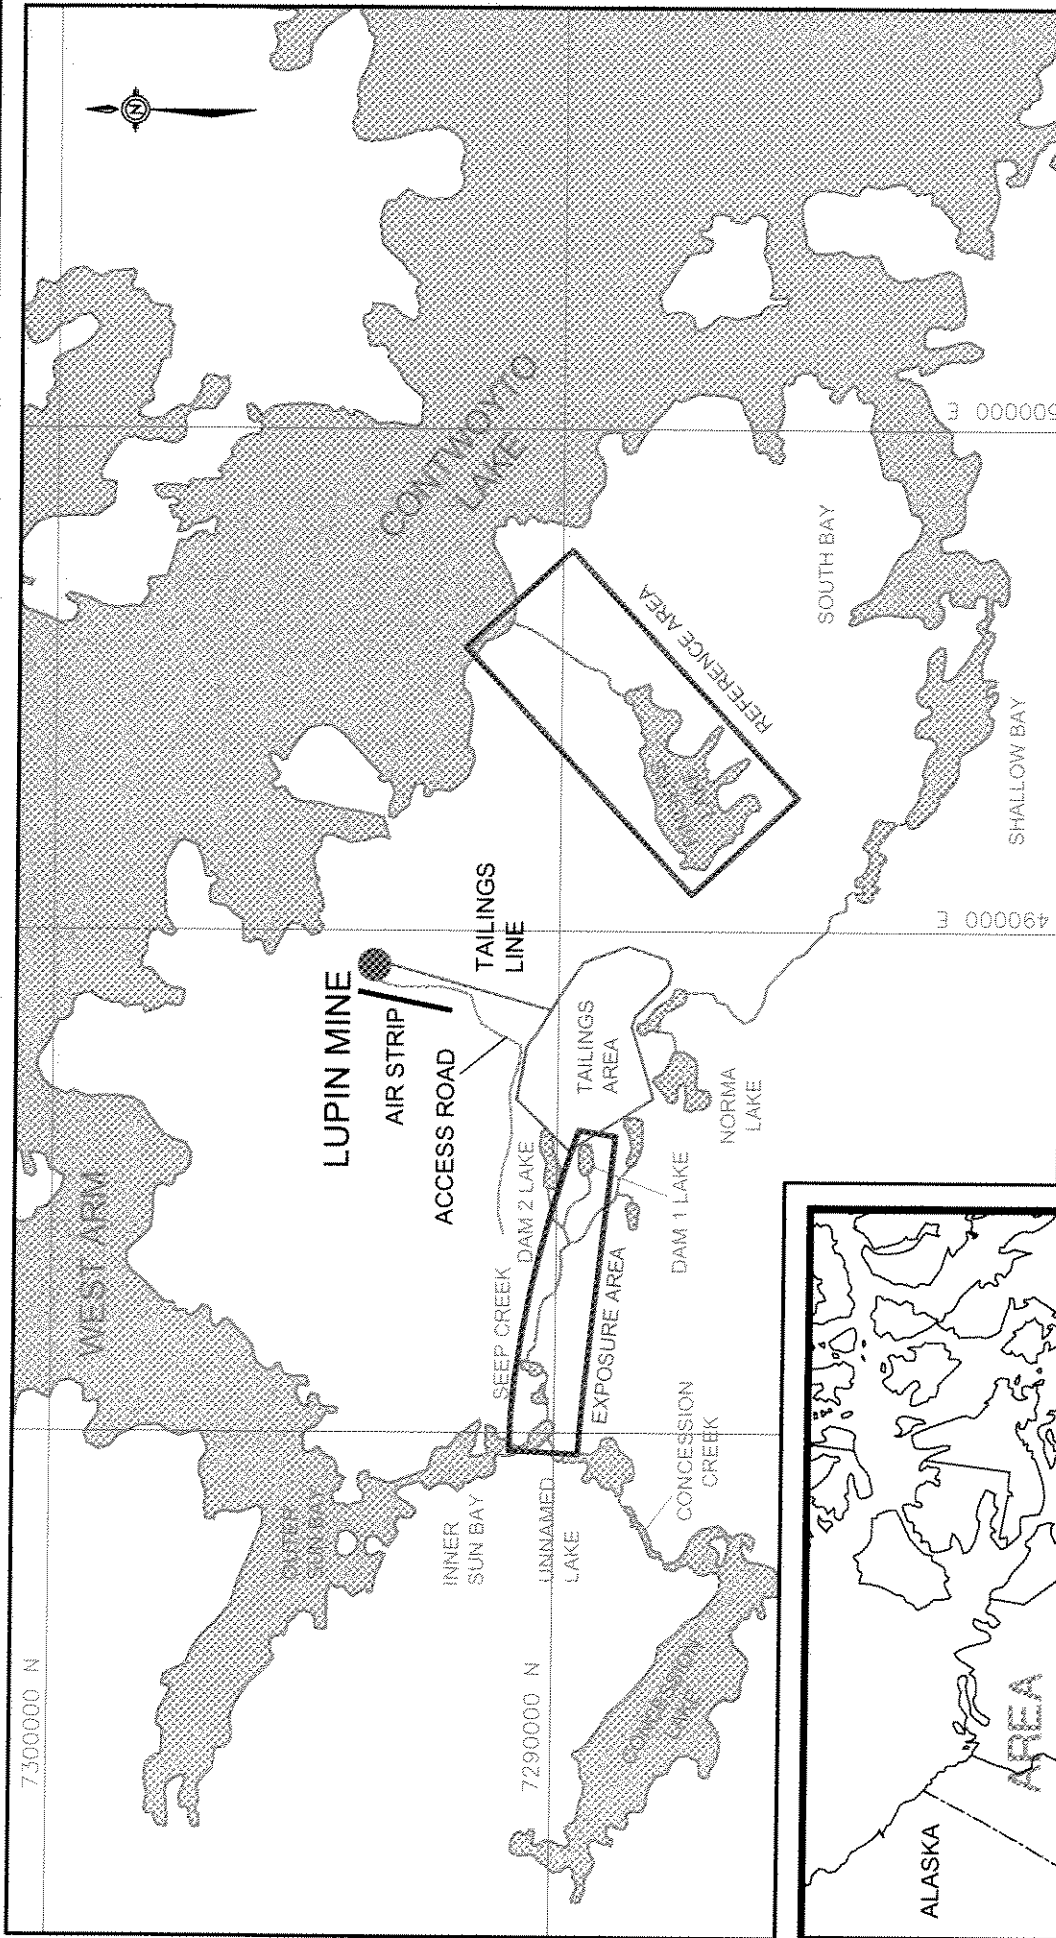 7300000 N
7290000 N
500000 E
490000 E
N
WEST ARM
CONTWOYTO
LAKE
OUTER
SUN BAY
INNER
SUN BAY
UNNAMED
LAKE
CONCESSION
CREEK
CONCESSION
LAKE
SEEP CREEK
DAM 2 LAKE
EXPOSURE AREA
DAM 1 LAKE
LUPIN MINE
AIR STRIP
ACCESS ROAD
TAILINGS
LINE
TAILINGS
AREA
NORMA
LAKE
REFERENCE AREA
SOUTH BAY
SHALLOW BAY
ALASKA
AREA